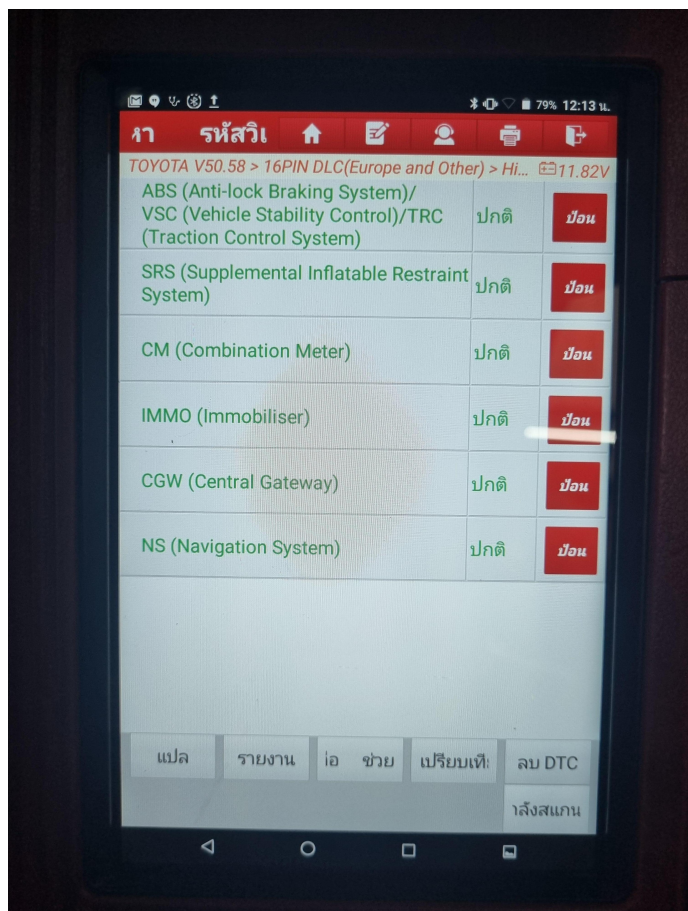 79% 12:13 น.
รหัสวิเ
TOYOTA V50.58 > 16PIN DLC(Europe and Other) > Hi... 11.82V
ABS (Anti-lock Braking System)/
VSC (Vehicle Stability Control)/TRC
(Traction Control System)
ปกติ
ป้อน
SRS (Supplemental Inflatable Restraint
System)
ปกติ
ป้อน
CM (Combination Meter)
ปกติ
ป้อน
IMMO (Immobiliser)
ปกติ
ป้อน
CGW (Central Gateway)
ปกติ
ป้อน
NS (Navigation System)
ปกติ
ป้อน
แปล
รายงาน
่อ ช่วย
เปรียบเที
ลบ DTC
าลังสแกน